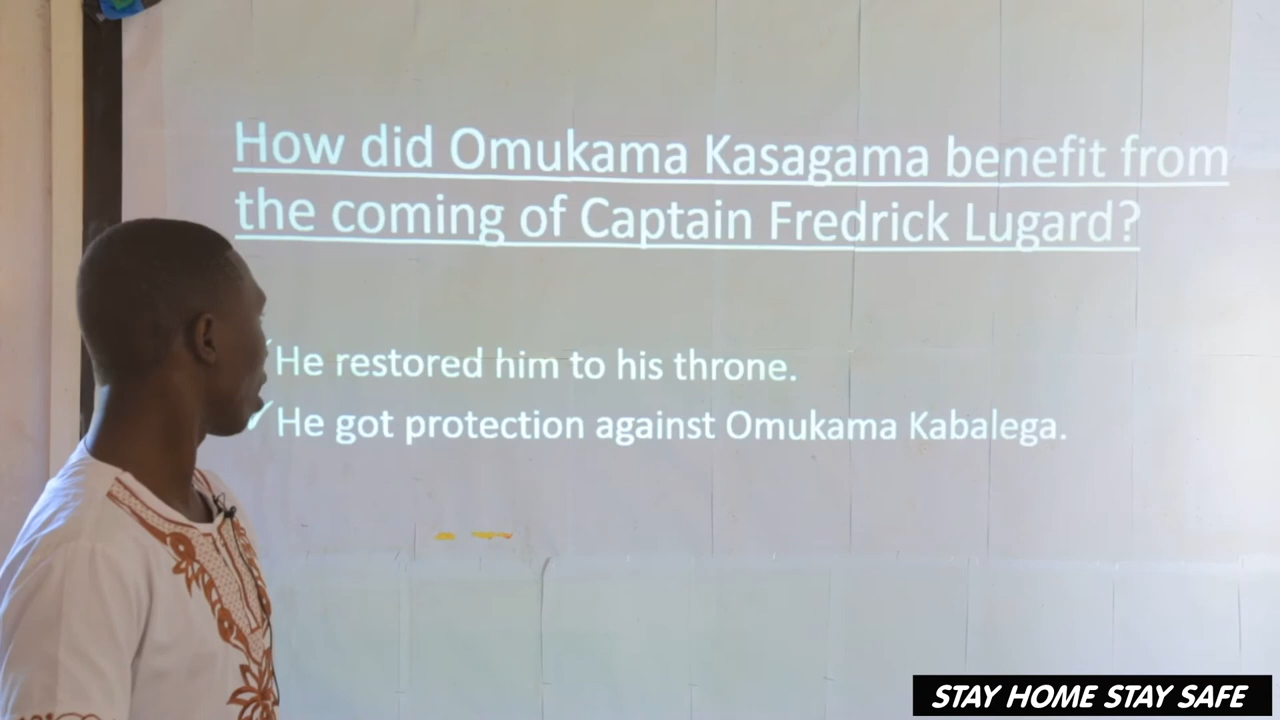 How did Omukama Kasagama benefit from
the coming of Captain Fredrick Lugard?
✓He restored him to his throne.
✓He got protection against Omukama Kabalega.
STAY HOME STAY SAFE